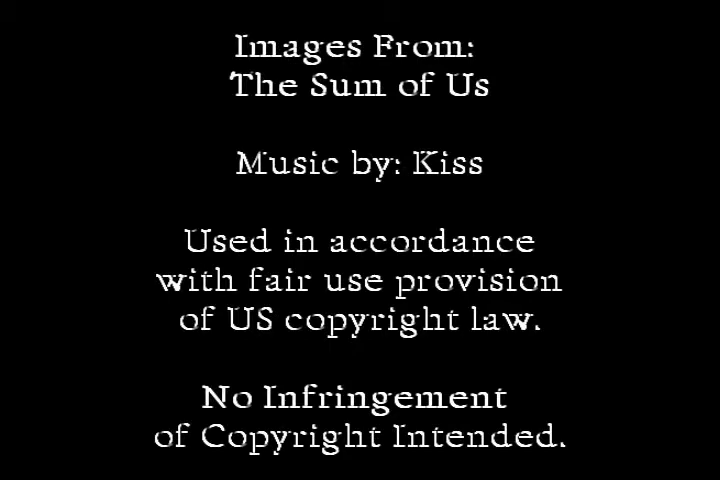 Images From:
The Sum of Us
Music by: Kiss
Used in accordance
with fair use provision
of US copyright law.
No Infringement
of Copyright Intended.